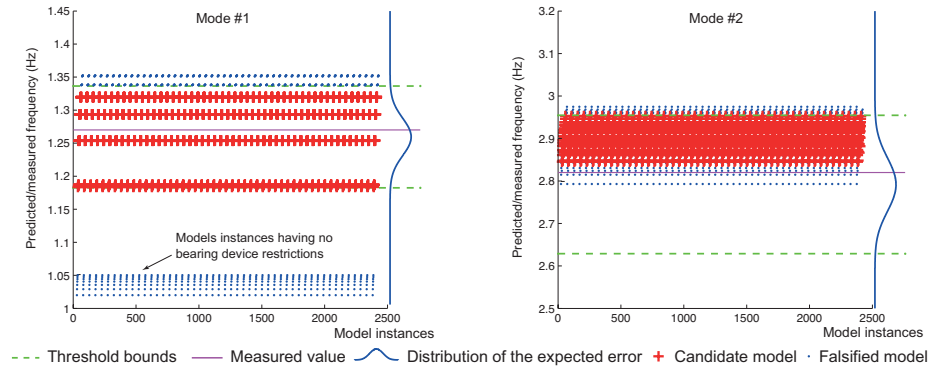 Mode #1
Predicted/measured frequency (Hz)
1.45
1.4
1.35
1.3
1.25
1.2
1.15
1.1
1.05
1
Models instances having no
bearing device restrictions
0
500
1000
1500
2000
2500
Model instances
Mode #2
Predicted/measured frequency (Hz)
3.2
3.1
3
2.9
2.8
2.7
2.6
2.5
0
500
1000
1500
2000
2500
Model instances
Threshold bounds
Measured value
Distribution of the expected error
Candidate model
Falsified model